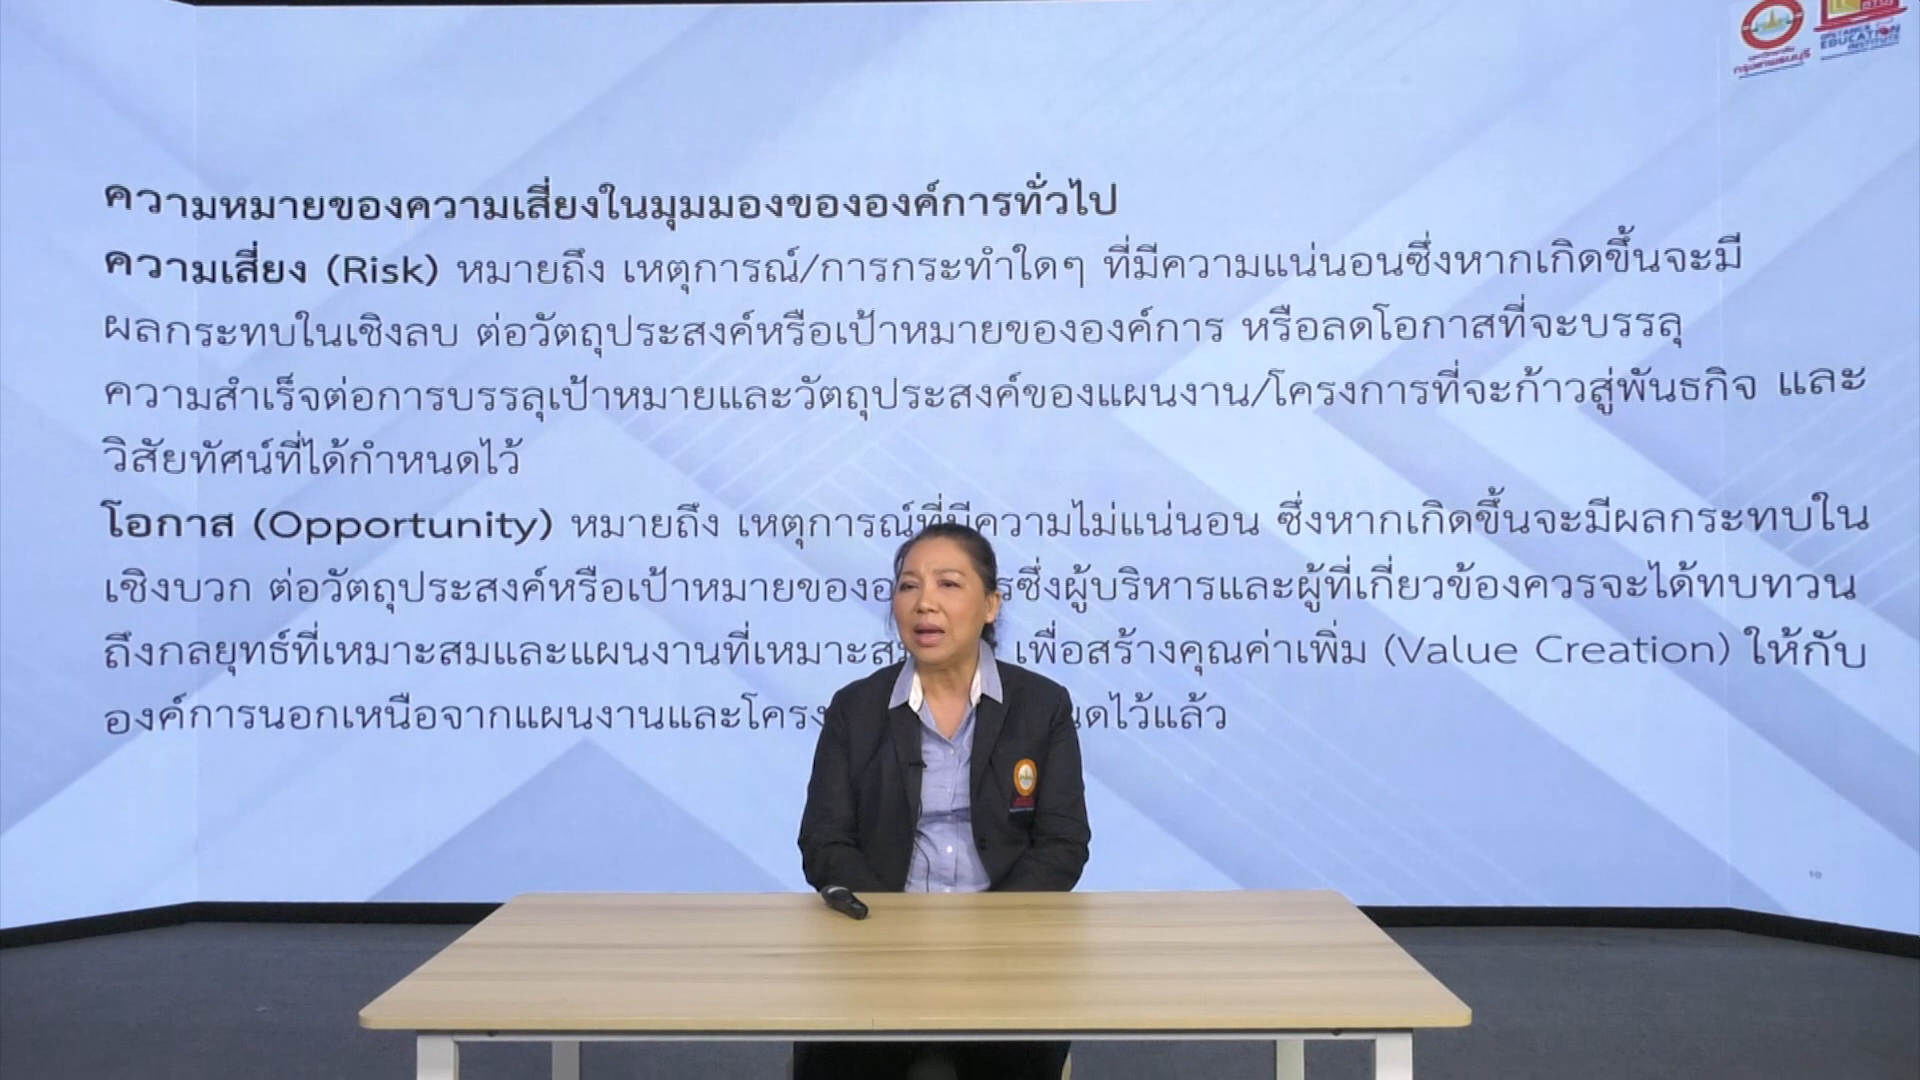 มหาวิทยาลัย
กรุงเทพธนบุรี
EDUCATION
INSTITUTE
ความหมายของความเสี่ยงในมุมมองขององค์การทั่วไป
ความเสี่ยง (Risk) หมายถึง เหตุการณ์/การกระทำใดๆ ที่มีความแน่นอนซึ่งหากเกิดขึ้นจะมี
ผลกระทบในเชิงลบ ต่อวัตถุประสงค์หรือเป้าหมายขององค์การ หรือลดโอกาสที่จะบรรลุ
ความสำเร็จต่อการบรรลุเป้าหมายและวัตถุประสงค์ของแผนงาน/โครงการที่จะก้าวสู่พันธกิจ และ
วิสัยทัศน์ที่ได้กำหนดไว้
โอกาส (Opportunity) หมายถึง เหตุการณ์ที่มีความไม่แน่นอน ซึ่งหากเกิดขึ้นจะมีผลกระทบใน
เชิงบวก ต่อวัตถุประสงค์หรือเป้าหมายของอ รซึ่งผู้บริหารและผู้ที่เกี่ยวข้องควรจะได้ทบทวน
ถึงกลยุทธ์ที่เหมาะสมและแผนงานที่เหมาะส เพื่อสร้างคุณค่าเพิ่ม (Value Creation) ให้กับ
องค์การนอกเหนือจากแผนงานและโครง นดไว้แล้ว
10